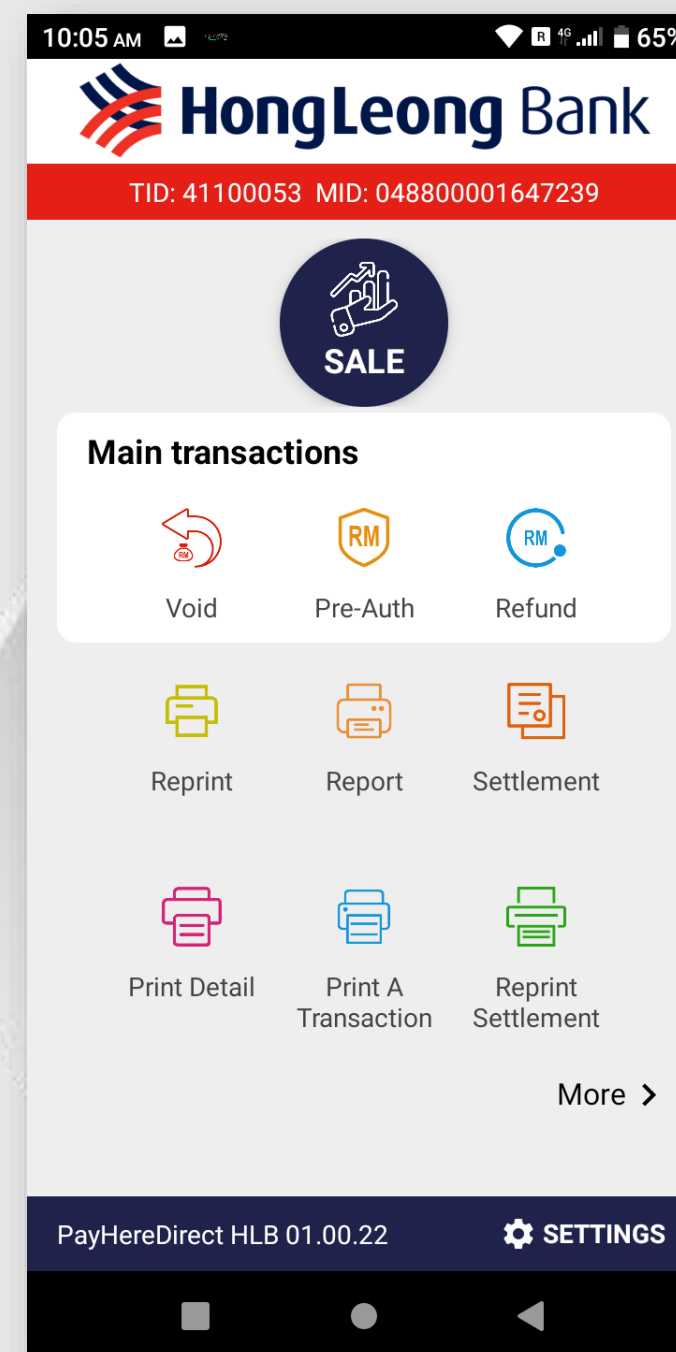 10:05 AM R 4G 65%
HongLeong Bank
TID: 41100053 MID: 048800001647239
SALE
Main transactions
RM RM RM
Void Pre-Auth Refund
Reprint Report Settlement
Print Detail Print A Reprint
Transaction Settlement
More
PayHereDirect HLB 01.00.22 SETTINGS